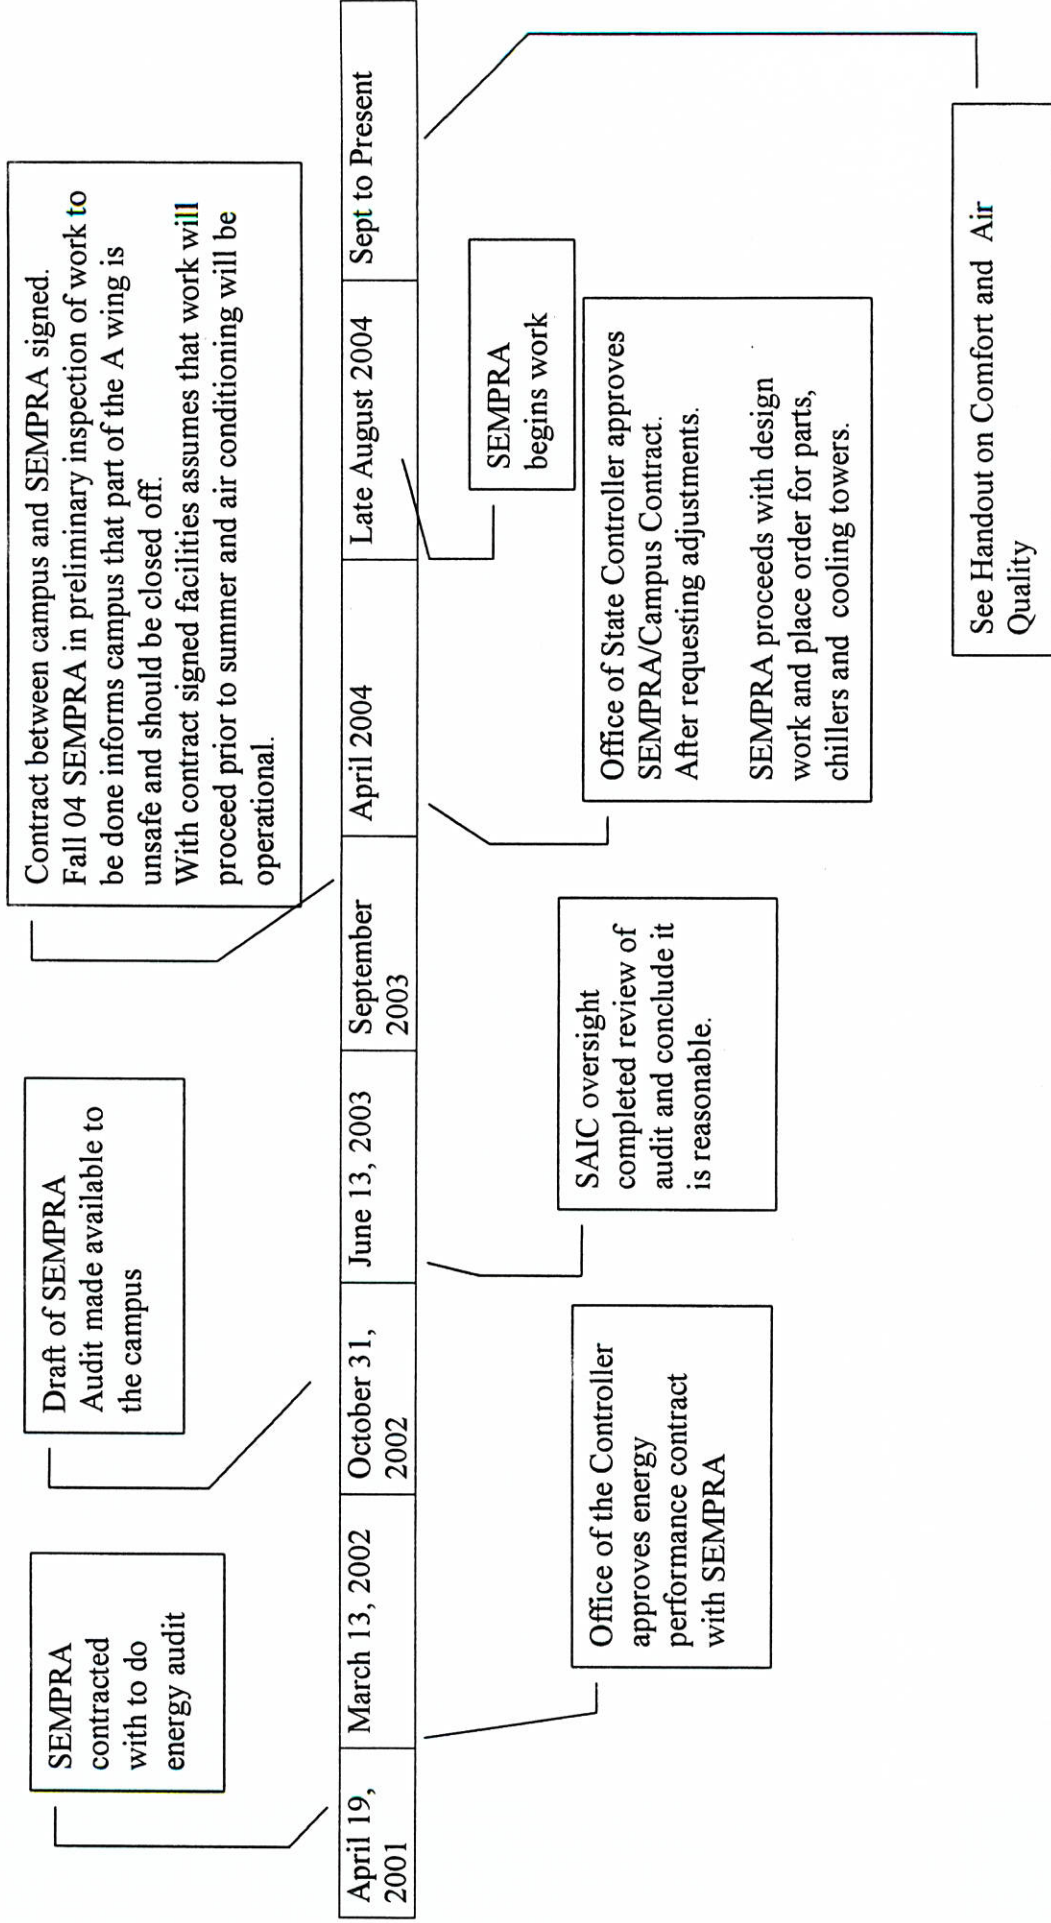 SEMPRA
contracted
with to do
energy audit
Draft of SEMPRA
Audit made available to
the campus
Contract between campus and SEMPRA signed.
Fall 04 SEMPRA in preliminary inspection of work to
be done informs campus that part of the A wing is
unsafe and should be closed off.
With contract signed facilities assumes that work will
proceed prior to summer and air conditioning will be
operational.
April 19,
2001
March 13, 2002
October 31,
2002
June 13, 2003
September
2003
April 2004
Late August 2004
Sept to Present
Office of the Controller
approves energy
performance contract
with SEMPRA
SAIC oversight
completed review of
audit and conclude it
is reasonable.
Office of State Controller approves
SEMPRA/Campus Contract.
After requesting adjustments.
SEMPRA proceeds with design
work and place order for parts,
chillers and cooling towers.
SEMPRA
begins work
See Handout on Comfort and Air
Quality